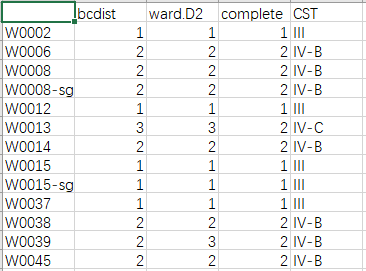 bcdist ward.D2 complete CST
W0002 1 1 1 III
W0006 2 2 2 IV-B
W0008 2 2 2 IV-B
W0008-sg 2 2 2 IV-B
W0012 1 1 1 III
W0013 3 3 2 IV-C
W0014 2 2 2 IV-B
W0015 1 1 1 III
W0015-sg 1 1 1 III
W0037 1 1 1 III
W0038 2 2 2 IV-B
W0039 2 3 2 IV-B
W0045 2 2 2 IV-B